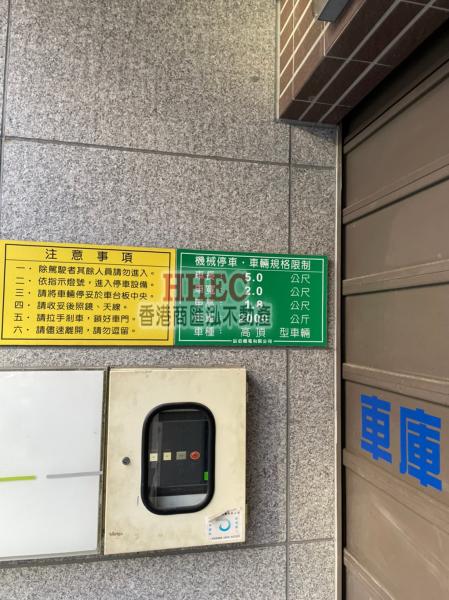 注意事項
一．除駕駛者其餘人員請勿進入。
二．依指示燈號，進入停車設備。
三．請將車輛停妥於車台板中央。
四．請收妥後照鏡、天線。
五．請拉手剎車，鎖好車門。
六．請儘速離開，請勿逗留。
機械停車．車輛規格限制
5.0 公尺
2.0 公尺
1.8 公尺
2000 公斤
車種：高頂型車輛
HHEC
香港商匯泓不動產
車庫